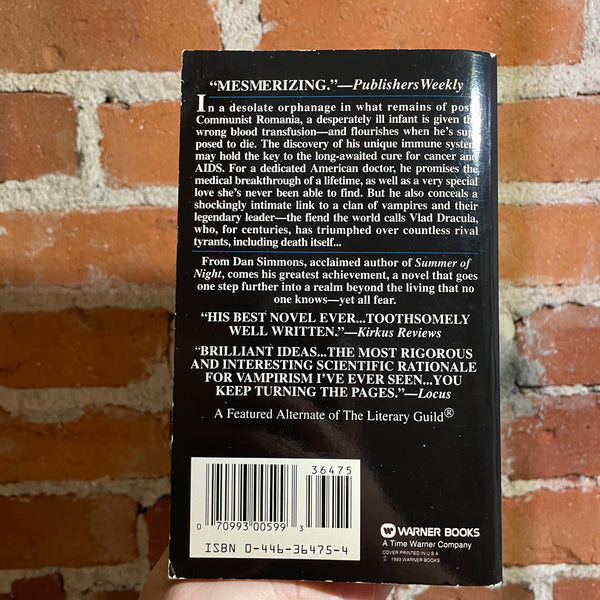 “MESMERIZING.”—Publishers Weekly
In a desolate orphanage in what remains of post
Communist Romania, a desperately ill infant is given the
wrong blood transfusion—and flourishes when he's sup
posed to die. The discovery of his unique immune system
may hold the key to the long-awaited cure for cancer and
AIDS. For a dedicated American doctor, he promises the
medical breakthrough of a lifetime, as well as a very special
love she's never been able to find. But he also conceals a
shockingly intimate link to a clan of vampires and their
legendary leader—the fiend the world calls Vlad Dracula,
who, for centuries, has triumphed over countless rival
tyrants, including death itself...
From Dan Simmons, acclaimed author of Summer of
Night, comes his greatest achievement, a novel that goes
one step further into a realm beyond the living that no
one knows—yet all fear.
“HIS BEST NOVEL EVER...TOOTHSOMELY
WELL WRITTEN.”—Kirkus Reviews
“BRILLIANT IDEAS...THE MOST RIGOROUS
AND INTERESTING SCIENTIFIC RATIONALE
FOR VAMPIRISM I'VE EVER SEEN...YOU
KEEP TURNING THE PAGES.”—Locus
A Featured Alternate of The Literary Guild®
36475
0 70993 00599 3
ISBN 0-446-36475-4
WARNER BOOKS
A Time Warner Company
COVER PRINTED IN U S A
© 1993 WARNER BOOKS